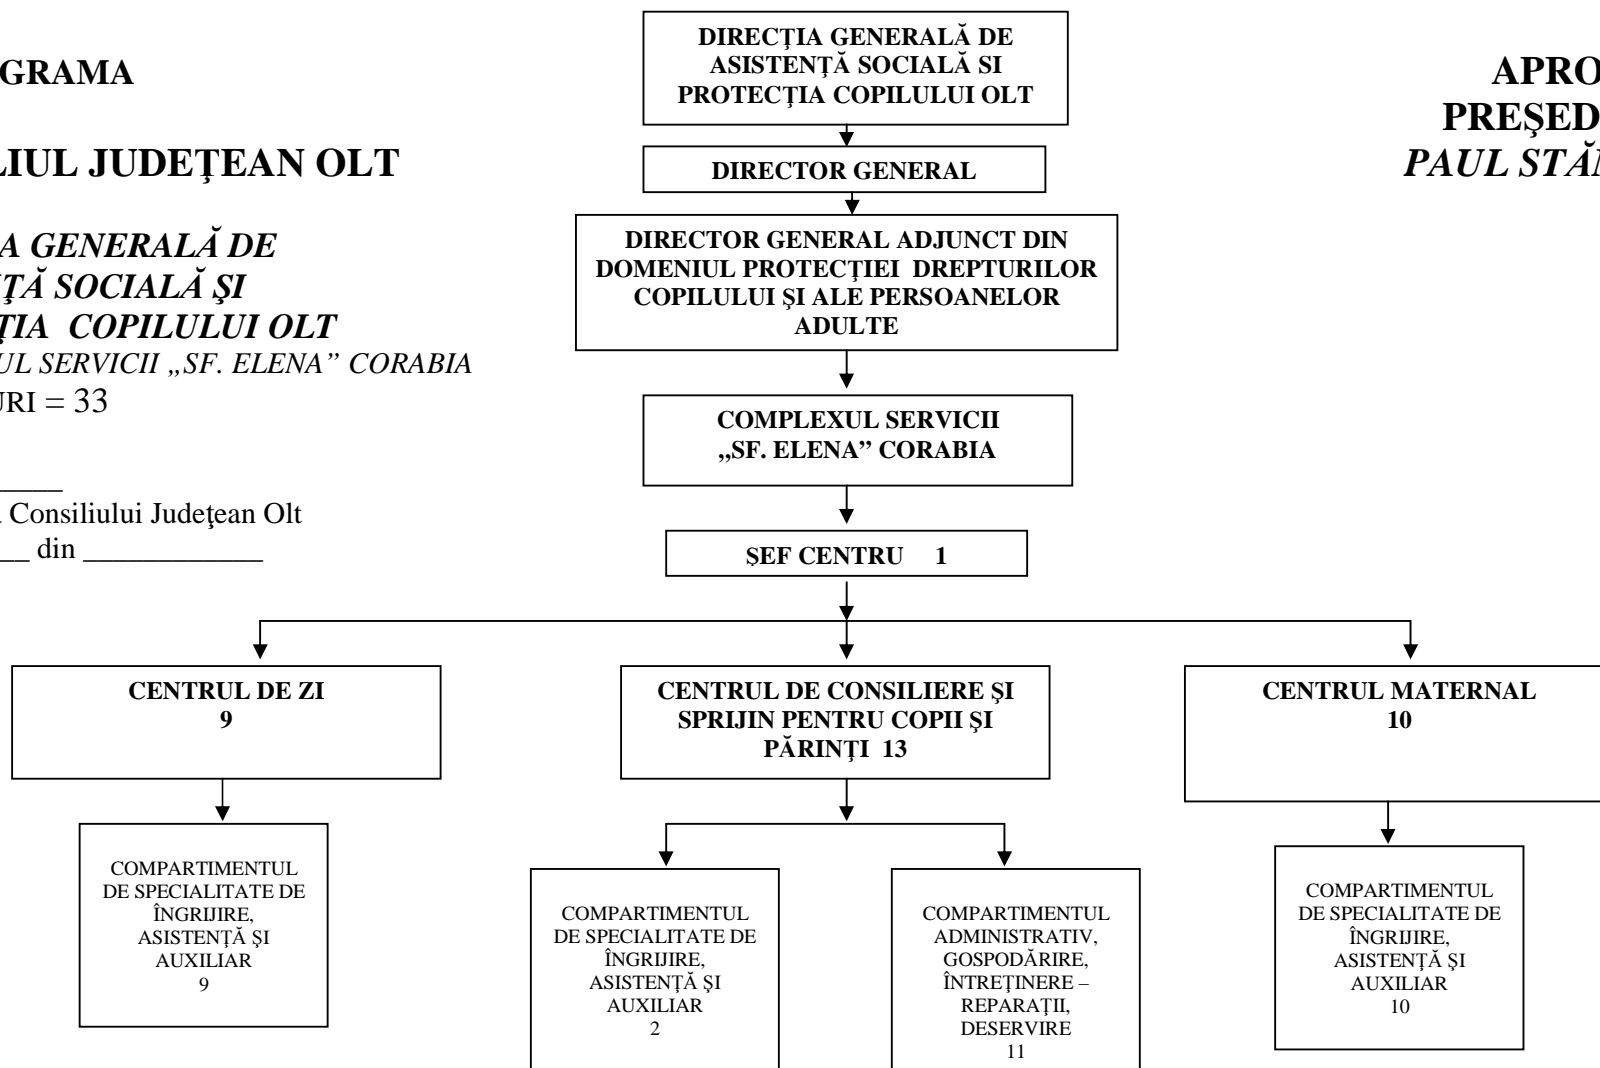 GRAMA
LIUL JUDEŢEAN OLT
A GENERALĂ DE
ŢĂ SOCIALĂ ŞI
ŢIA COPILULUI OLT
UL SERVICII „SF. ELENA” CORABIA
URI = 33
_____
Consiliului Judeţean Olt
__ din ____________
DIRECŢIA GENERALĂ DE
ASISTENŢĂ SOCIALĂ SI
PROTECŢIA COPILULUI OLT
DIRECTOR GENERAL
DIRECTOR GENERAL ADJUNCT DIN
DOMENIUL PROTECŢIEI DREPTURILOR
COPILULUI ŞI ALE PERSOANELOR
ADULTE
COMPLEXUL SERVICII
„SF. ELENA” CORABIA
ŞEF CENTRU 1
APRO
PREŞED
PAUL STĂN
CENTRUL DE ZI
9
CENTRUL DE CONSILIERE ŞI
SPRIJIN PENTRU COPII ŞI
PĂRINŢI 13
CENTRUL MATERNAL
10
COMPARTIMENTUL
DE SPECIALITATE DE
ÎNGRIJIRE,
ASISTENŢĂ ŞI
AUXILIAR
9
COMPARTIMENTUL
DE SPECIALITATE DE
ÎNGRIJIRE,
ASISTENŢĂ ŞI
AUXILIAR
2
COMPARTIMENTUL
ADMINISTRATIV,
GOSPODĂRIRE,
ÎNTREŢINERE –
REPARAŢII,
DESERVIRE
11
COMPARTIMENTUL
DE SPECIALITATE DE
ÎNGRIJIRE,
ASISTENŢĂ ŞI
AUXILIAR
10